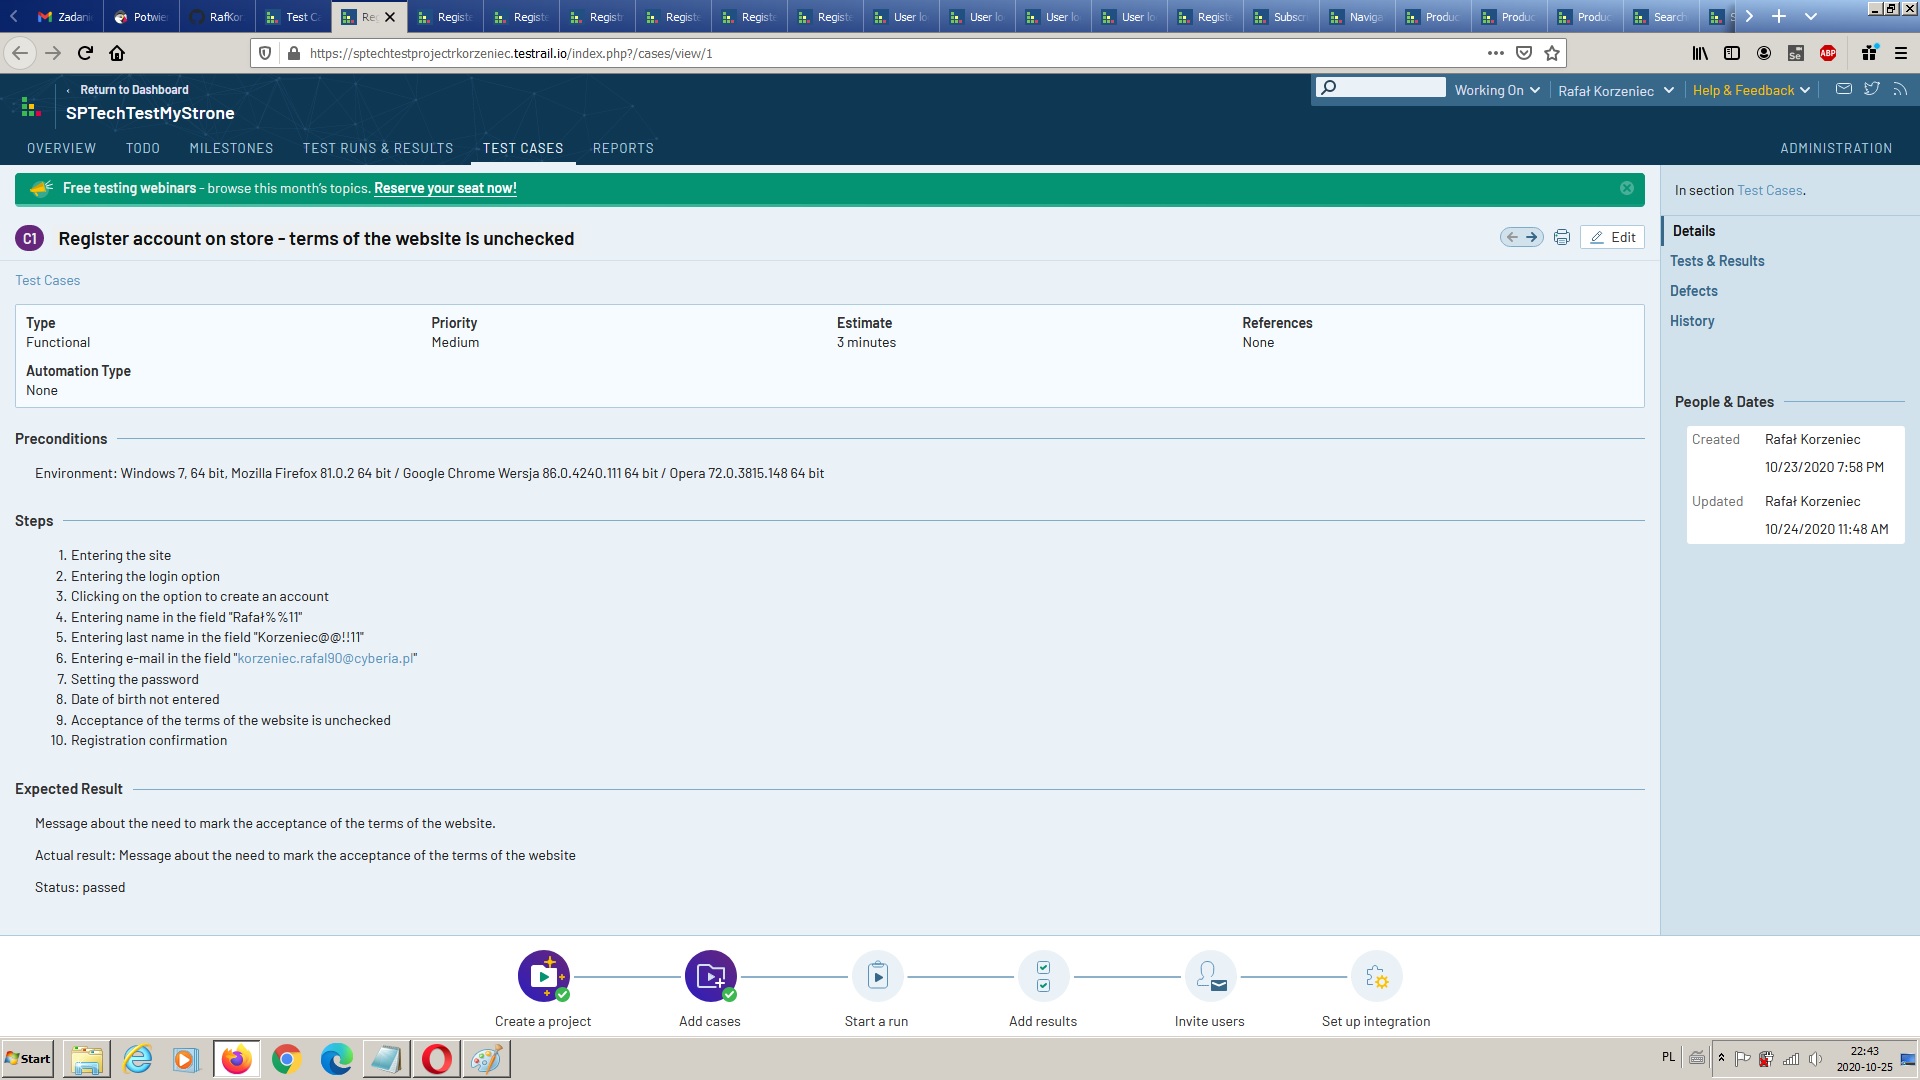 Zadani
Potwie
RafKor
Test C
Re
Registe
Registe
Registr
Registe
Registe
Registe
User lo
User lo
User lo
User lo
Registe
Subscri
Naviga
Produc
Produc
Produc
Search
https://sptechtestprojectrkorzeniec.testrail.io/index.php?/cases/view/1
Se
ABP
Return to Dashboard
SPTechTestMyStrone
Working On
Rafał Korzeniec
Help & Feedback
OVERVIEW TODO MILESTONES TEST RUNS & RESULTS TEST CASES REPORTS ADMINISTRATION
Free testing webinars - browse this month's topics. Reserve your seat now!
C1 Register account on store - terms of the website is unchecked
Edit
Test Cases
Type Priority Estimate References
Functional Medium 3 minutes None
Automation Type
None
Preconditions
Environment: Windows 7, 64 bit, Mozilla Firefox 81.0.2 64 bit / Google Chrome Wersja 86.0.4240.111 64 bit / Opera 72.0.3815.148 64 bit
Steps
1. Entering the site
2. Entering the login option
3. Clicking on the option to create an account
4. Entering name in the field "Rafał%%11"
5. Entering last name in the field "Korzeniec@@!!11"
6. Entering e-mail in the field "korzeniec.rafal90@cyberia.pl"
7. Setting the password
8. Date of birth not entered
9. Acceptance of the terms of the website is unchecked
10. Registration confirmation
Expected Result
Message about the need to mark the acceptance of the terms of the website.
Actual result: Message about the need to mark the acceptance of the terms of the website
Status: passed
In section Test Cases.
Details
Tests & Results
Defects
History
People & Dates
Created Rafał Korzeniec
10/23/2020 7:58 PM
Updated Rafał Korzeniec
10/24/2020 11:48 AM
Create a project
Add cases
Start a run
Add results
Invite users
Set up integration
Start
PL
22:43
2020-10-25